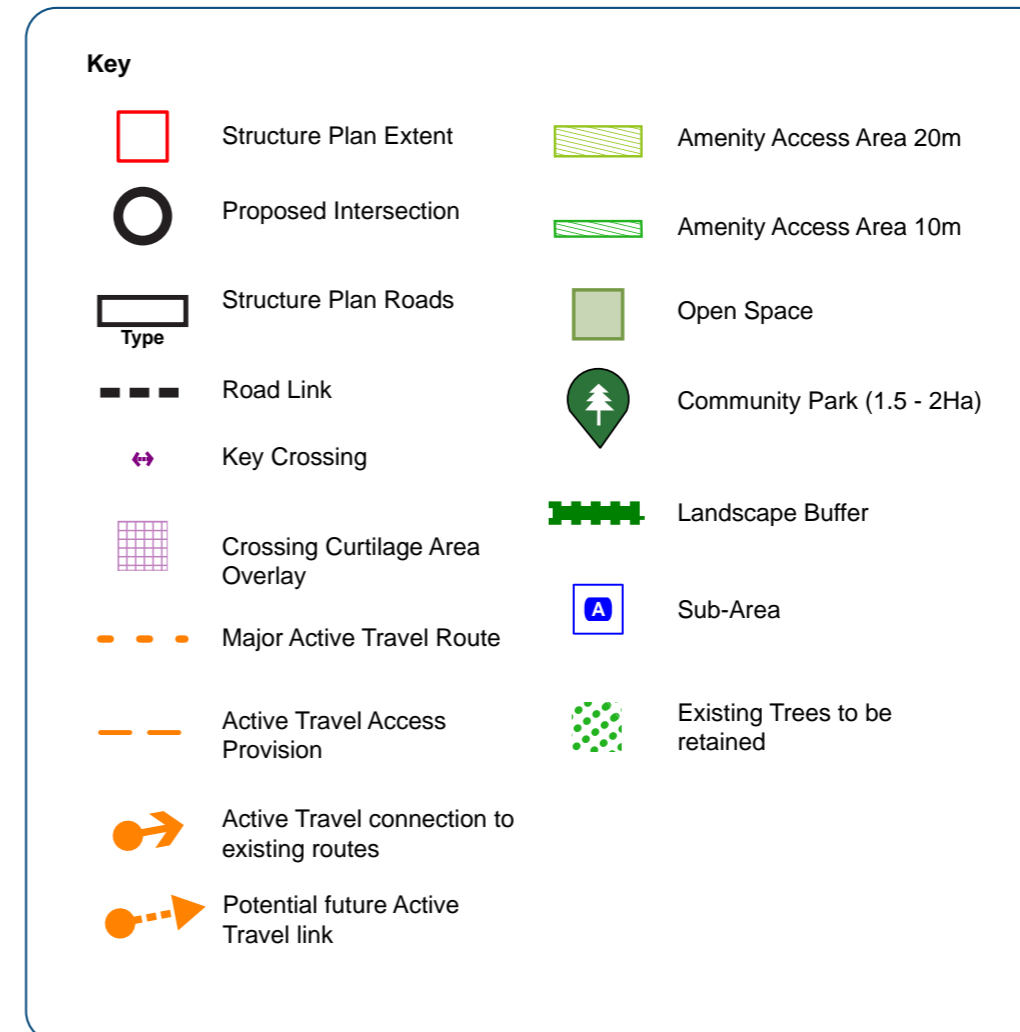 Key
Structure Plan Extent
Proposed Intersection
Structure Plan Roads
Type
Road Link
Key Crossing
Crossing Curtilage Area
Overlay
Major Active Travel Route
Active Travel Access
Provision
Active Travel connection to
existing routes
Potential future Active
Travel link
Amenity Access Area 20m
Amenity Access Area 10m
Open Space
Community Park (1.5 - 2Ha)
Landscape Buffer
A
Sub-Area
Existing Trees to be
retained